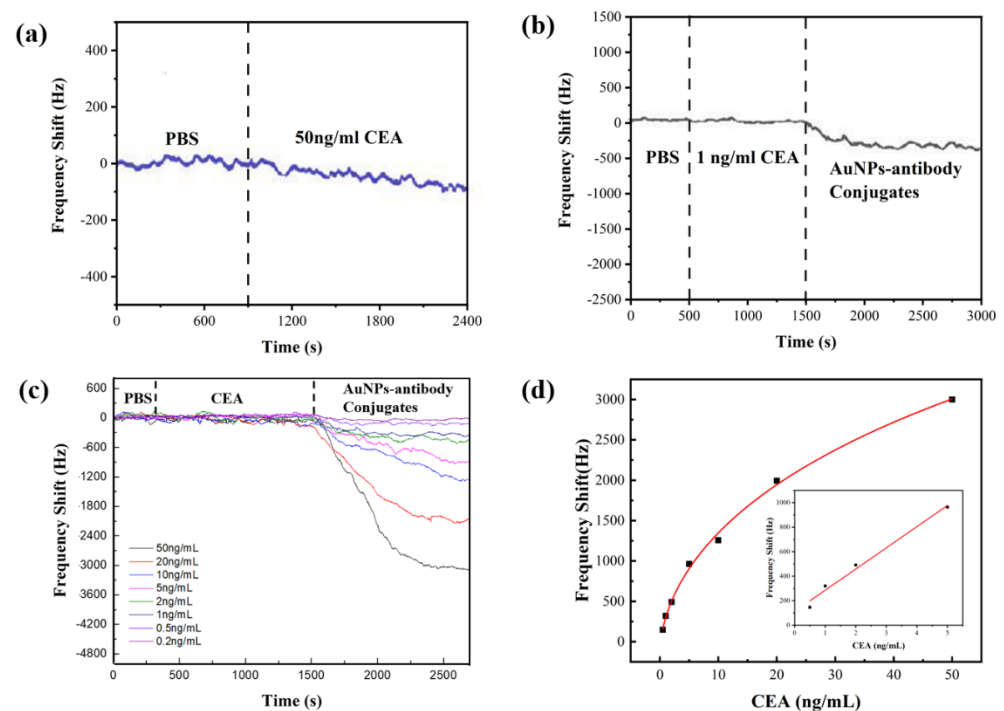 (a)
Frequency Shift (Hz)
400
200
0
-200
-400
PBS
50ng/ml CEA
0
600
1200
1800
2400
Time (s)
(b)
Frequency Shift (Hz)
1500
1000
500
0
-500
-1000
-1500
-2000
-2500
PBS
1 ng/ml CEA
AuNPs-antibody
Conjugates
0
500
1000
1500
2000
2500
3000
Time (s)
(c)
Frequency Shift (Hz)
600
0
-600
-1200
-1800
-2400
-3000
-3600
-4200
-4800
PBS
CEA
AuNPs-antibody
Conjugates
50ng/mL
20ng/mL
10ng/mL
5ng/mL
2ng/mL
1ng/mL
0.5ng/mL
0.2ng/mL
0
500
1000
1500
2000
2500
Time (s)
(d)
Frequency Shift(Hz)
3000
2500
2000
1500
1000
500
0
0
10
20
30
40
50
CEA (ng/mL)
Frequency Shift (Hz)
1000
800
600
400
200
0
0
1
2
3
4
5
CEA (ng/mL)